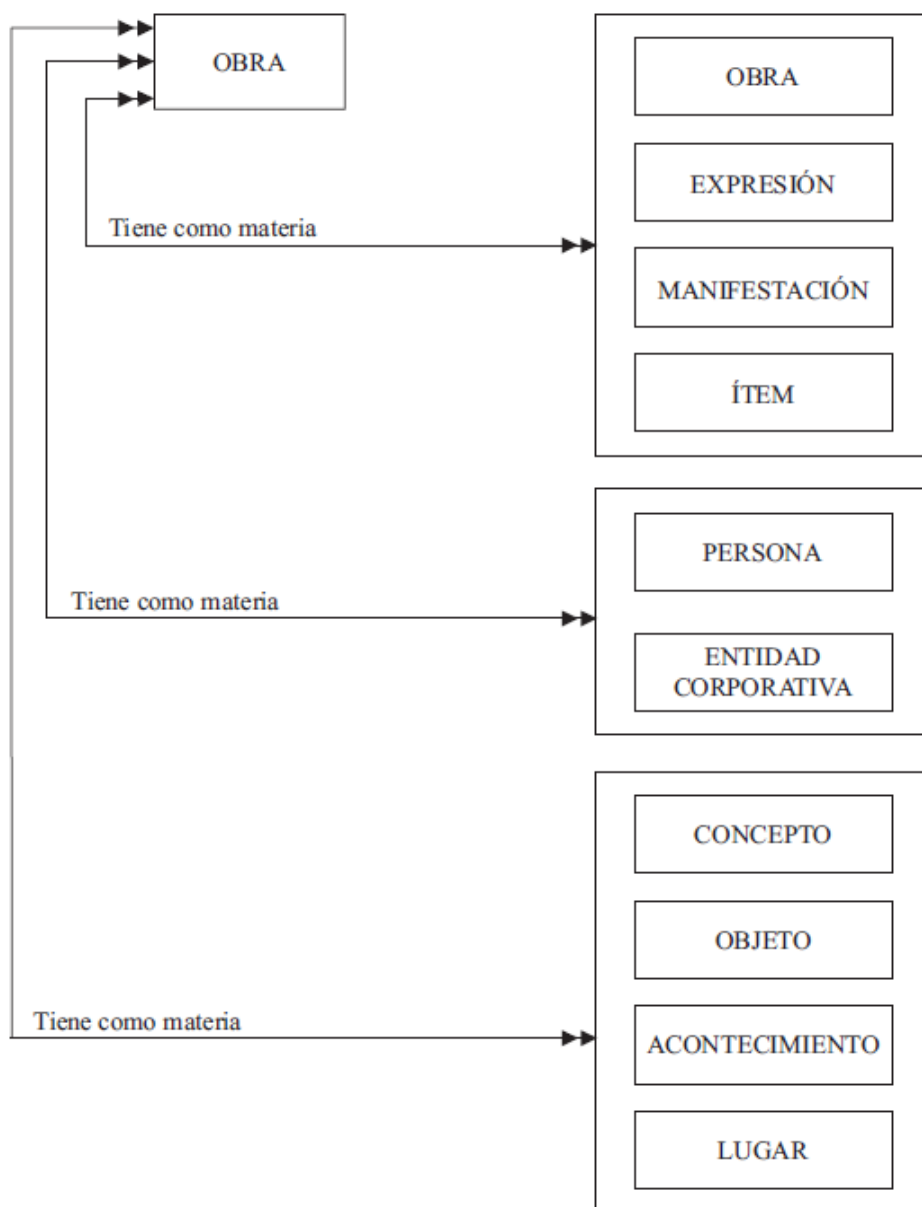 OBRA
OBRA
EXPRESIÓN
MANIFESTACIÓN
ÍTEM
Tiene como materia
PERSONA
ENTIDAD
CORPORATIVA
Tiene como materia
CONCEPTO
OBJETO
ACONTECIMIENTO
LUGAR
Tiene como materia